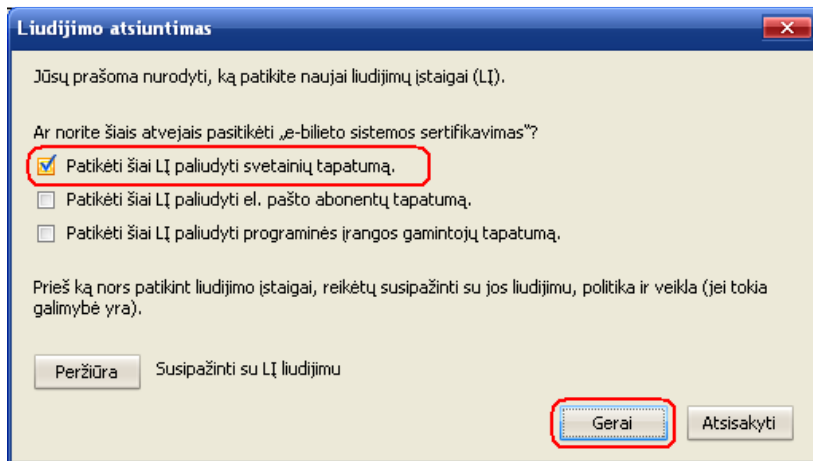 Liudijimo atsiuntimas
Jūsų prašoma nurodyti, ką patikite naujai liudijimų įstaigai (LĮ).
Ar norite šiais atvejais pasitikėti „e-bilieto sistemos sertifikavimas“?
Patikėti šiai LĮ paliudyti svetainių tapatumą.
Patikėti šiai LĮ paliudyti el. pašto abonentų tapatumą.
Patikėti šiai LĮ paliudyti programinės įrangos gamintojų tapatumą.
Prieš ką nors patikint liudijimo įstaigai, reikėtų susipažinti su jos liudijimu, politika ir veikla (jei tokia
galimybė yra).
Peržiūra Susipažinti su LĮ liudijimu
Gerai Atsisakyti